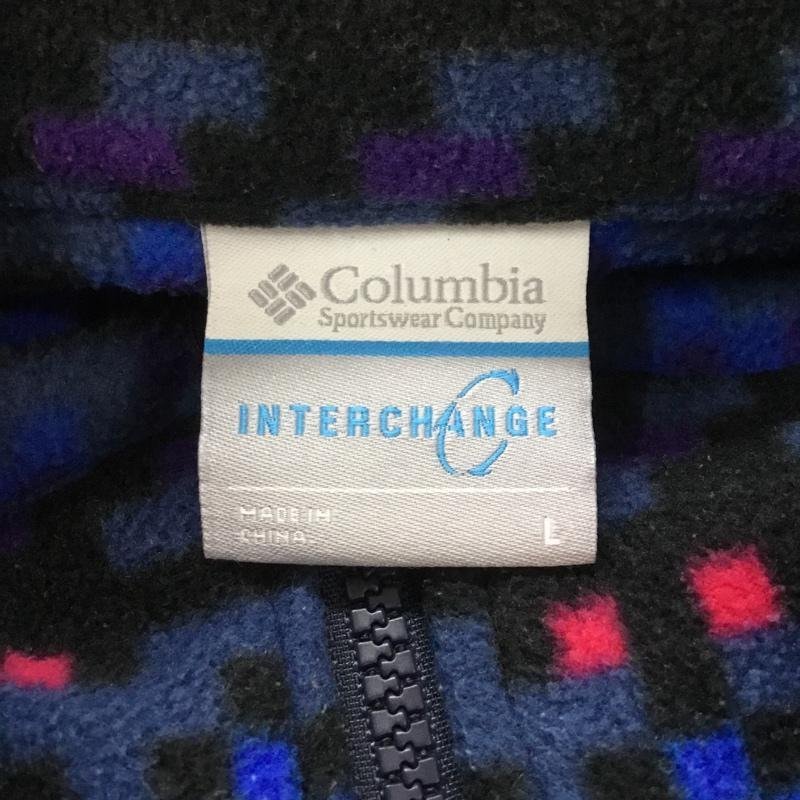 Columbia
Sportswear Company
INTERCHANGE
MADE IN
CHINA
L